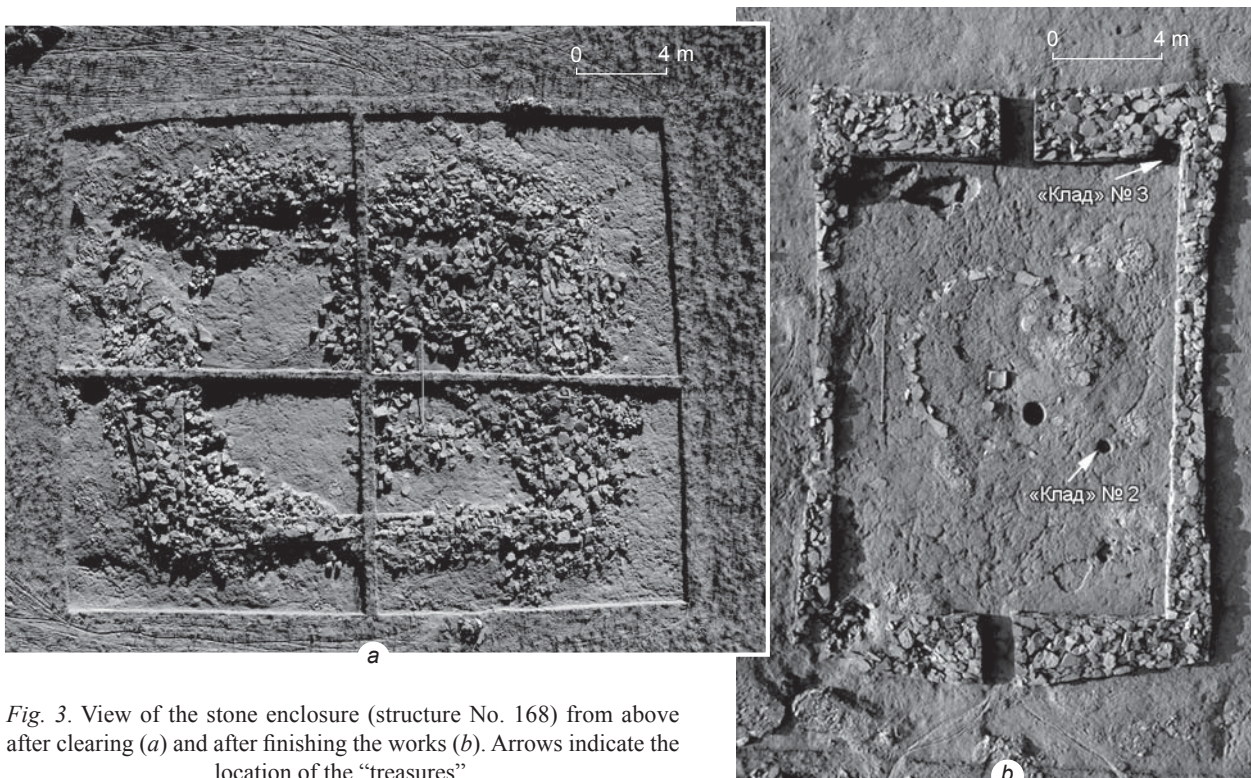 0 4 m
a
0 4 m
«Клад» № 3
«Клад» № 2
b
Fig. 3. View of the stone enclosure (structure No. 168) from above
after clearing (a) and after finishing the works (b). Arrows indicate the
location of the “treasures”.